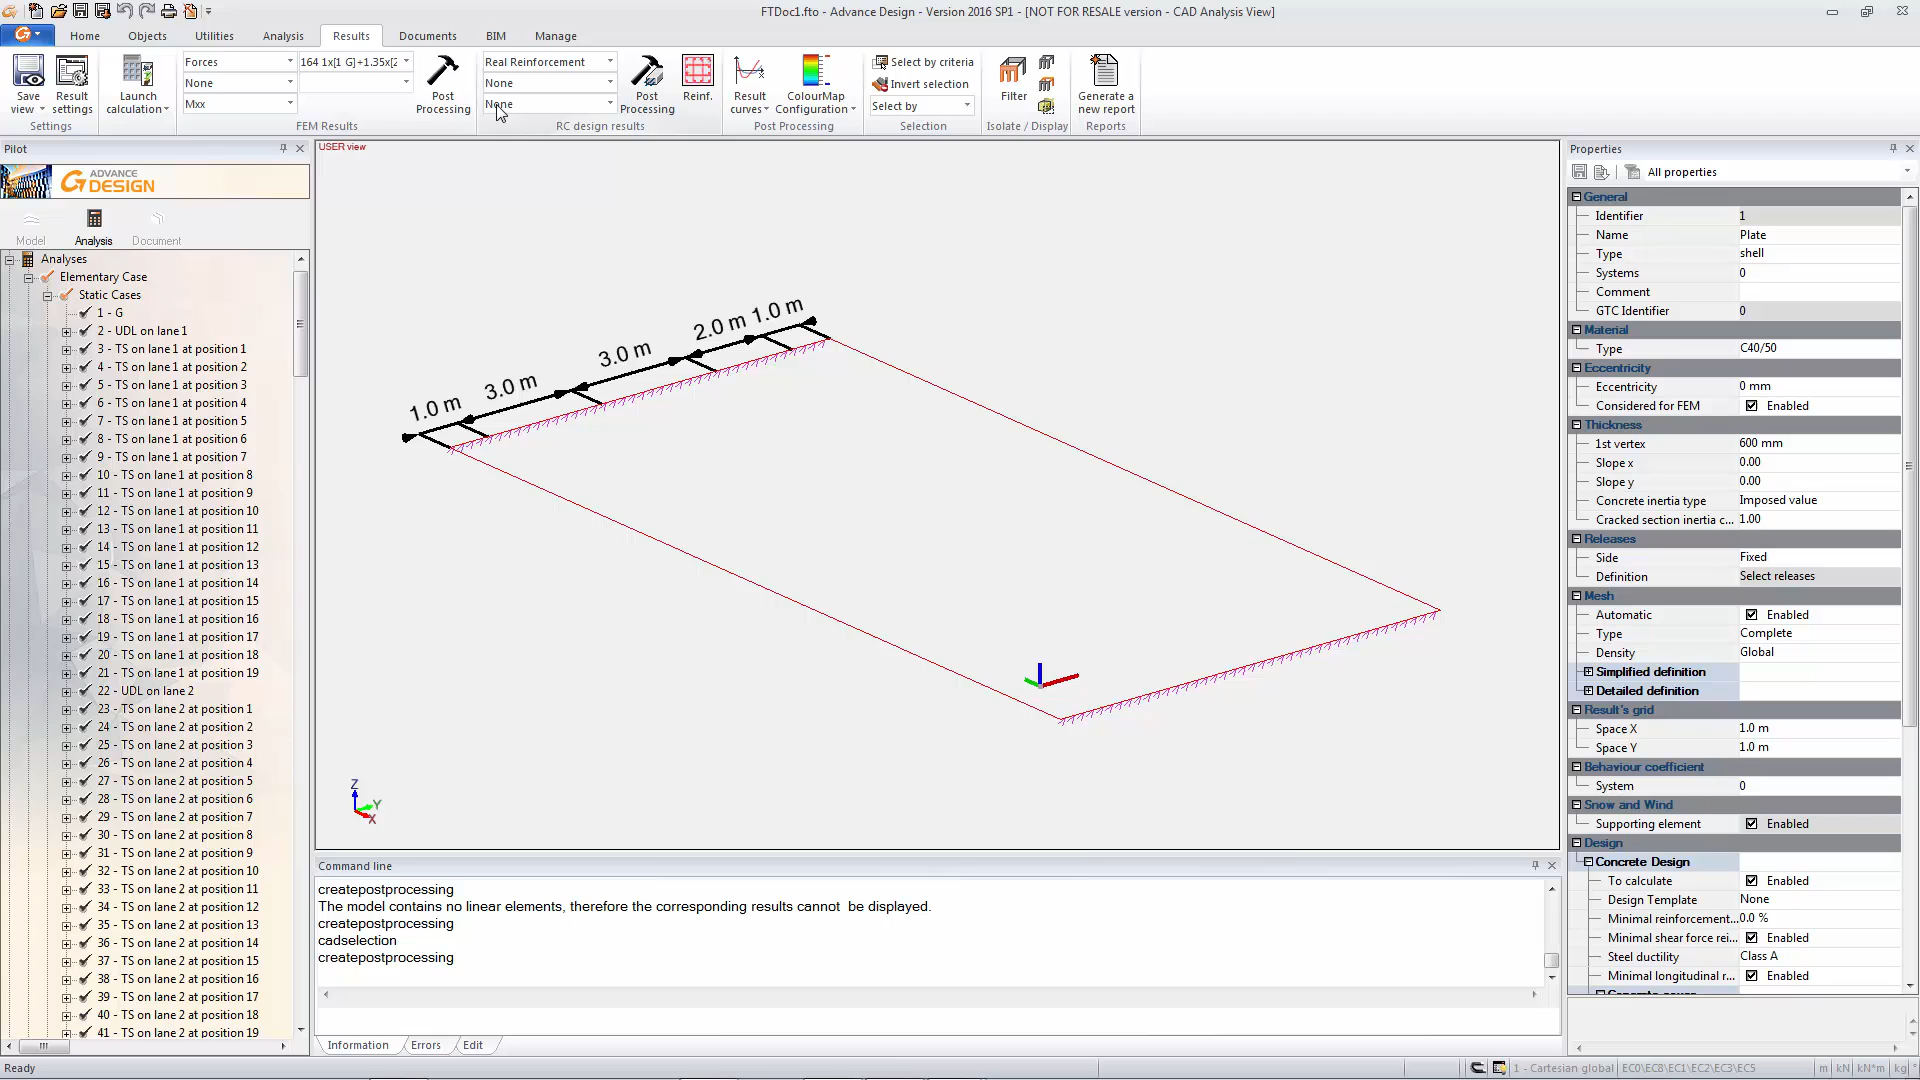 FTDoc1.fto - Advance Design - Version 2016 SP1 - [NOT FOR RESALE version - CAD Analysis View]
Home Objects Utilities Analysis Results Documents BIM Manage
Save view
Result settings
Settings
Launch calculation
Forces
None
Mxx
164 1x[1 G]+1.35x[2
Post Processing
FEM Results
Real Reinforcement
None
None
Post Processing
Reinf.
RC design results
Result curves
ColourMap Configuration
Post Processing
Select by criteria
Invert selection
Select by
Selection
Filter
Isolate / Display
Generate a new report
Reports
Pilot
ADVANCE
DESIGN
Model Analysis Document
Analyses
Elementary Case
Static Cases
1 - G
2 - UDL on lane 1
3 - TS on lane 1 at position 1
4 - TS on lane 1 at position 2
5 - TS on lane 1 at position 3
6 - TS on lane 1 at position 4
7 - TS on lane 1 at position 5
8 - TS on lane 1 at position 6
9 - TS on lane 1 at position 7
10 - TS on lane 1 at position 8
11 - TS on lane 1 at position 9
12 - TS on lane 1 at position 10
13 - TS on lane 1 at position 11
14 - TS on lane 1 at position 12
15 - TS on lane 1 at position 13
16 - TS on lane 1 at position 14
17 - TS on lane 1 at position 15
18 - TS on lane 1 at position 16
19 - TS on lane 1 at position 17
20 - TS on lane 1 at position 18
21 - TS on lane 1 at position 19
22 - UDL on lane 2
23 - TS on lane 2 at position 1
24 - TS on lane 2 at position 2
25 - TS on lane 2 at position 3
26 - TS on lane 2 at position 4
27 - TS on lane 2 at position 5
28 - TS on lane 2 at position 6
29 - TS on lane 2 at position 7
30 - TS on lane 2 at position 8
31 - TS on lane 2 at position 9
32 - TS on lane 2 at position 10
33 - TS on lane 2 at position 11
34 - TS on lane 2 at position 12
35 - TS on lane 2 at position 13
36 - TS on lane 2 at position 14
37 - TS on lane 2 at position 15
38 - TS on lane 2 at position 16
39 - TS on lane 2 at position 17
40 - TS on lane 2 at position 18
41 - TS on lane 2 at position 19
USER view
1.0 m 3.0 m 3.0 m 2.0 m 1.0 m
Z
Y
X
Command line
createpostprocessing
The model contains no linear elements, therefore the corresponding results cannot be displayed.
createpostprocessing
cadselection
createpostprocessing
Information Errors Edit
Properties
All properties
General
Identifier 1
Name Plate
Type shell
Systems 0
Comment
GTC Identifier 0
Material
Type C40/50
Eccentricity
Eccentricity 0 mm
Considered for FEM Enabled
Thickness
1st vertex 600 mm
Slope x 0.00
Slope y 0.00
Concrete inertia type Imposed value
Cracked section inertia c... 1.00
Releases
Side Fixed
Definition Select releases
Mesh
Automatic Enabled
Type Complete
Density Global
Simplified definition
Detailed definition
Result's grid
Space X 1.0 m
Space Y 1.0 m
Behaviour coefficient
System 0
Snow and Wind
Supporting element Enabled
Design
Concrete Design
To calculate Enabled
Design Template None
Minimal reinforcement... 0.0 %
Minimal shear force rei... Enabled
Steel ductility Class A
Minimal longitudinal r... Enabled
Ready
1 - Cartesian global EC0\EC8\EC1\EC2\EC3\EC5 m kN kN*m kg °